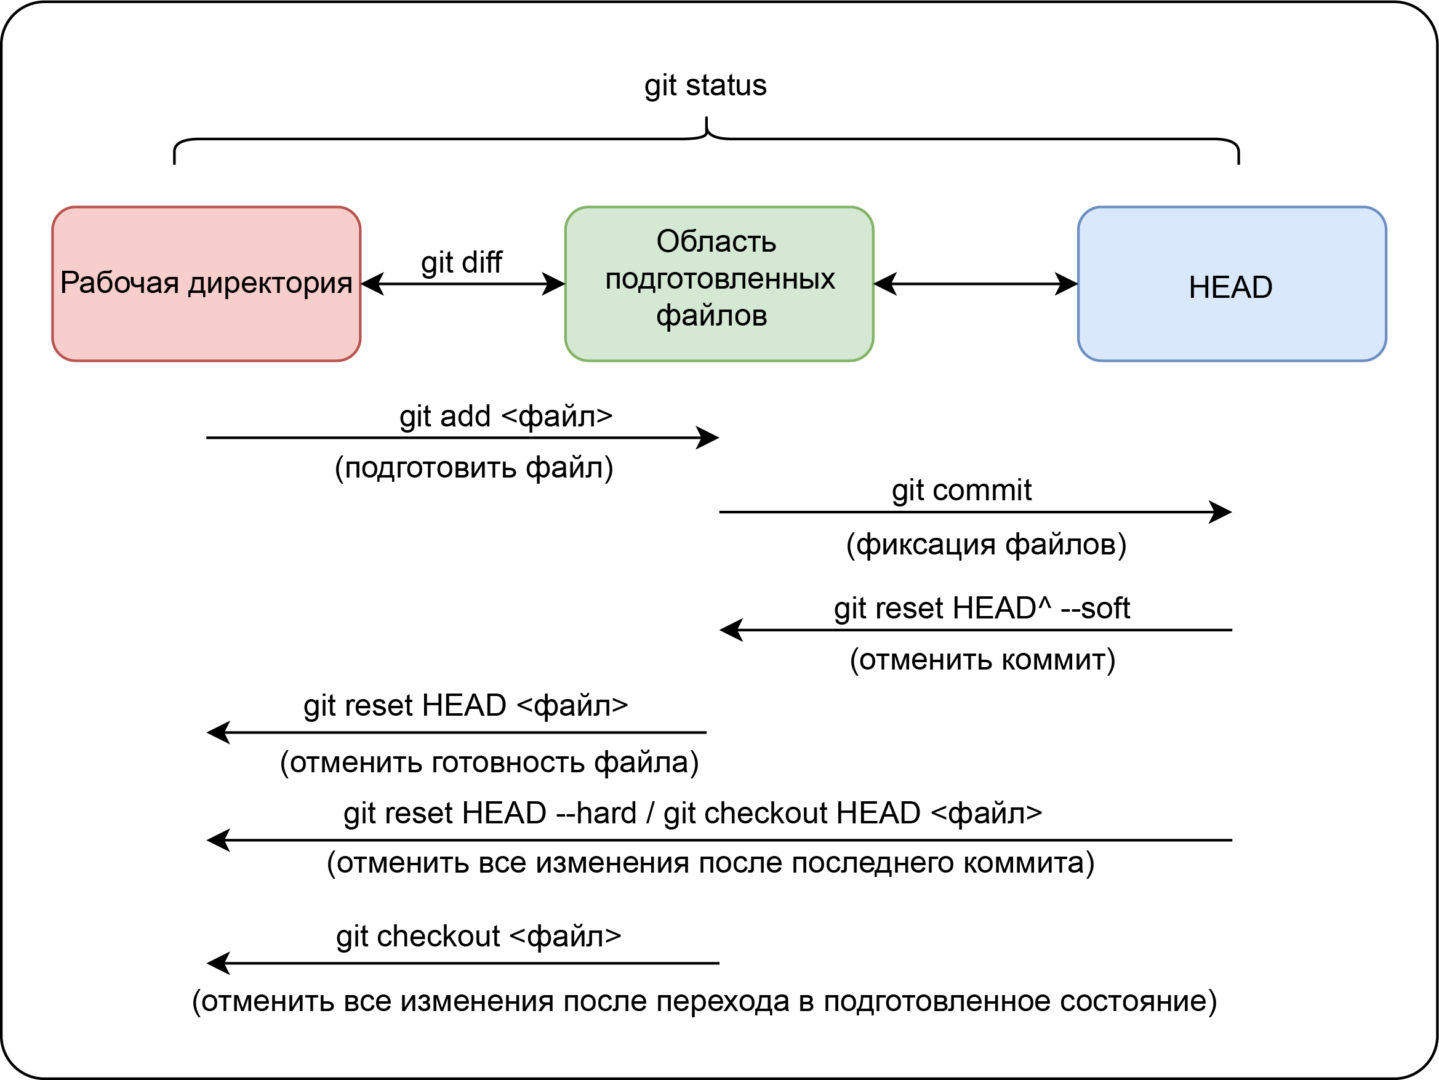 git status
Рабочая директория
git diff
Область
подготовленных
файлов
HEAD
git add <файл>
(подготовить файл)
git commit
(фиксация файлов)
git reset HEAD^ --soft
(отменить коммит)
git reset HEAD <файл>
(отменить готовность файла)
git reset HEAD --hard / git checkout HEAD <файл>
(отменить все изменения после последнего коммита)
git checkout <файл>
(отменить все изменения после перехода в подготовленное состояние)